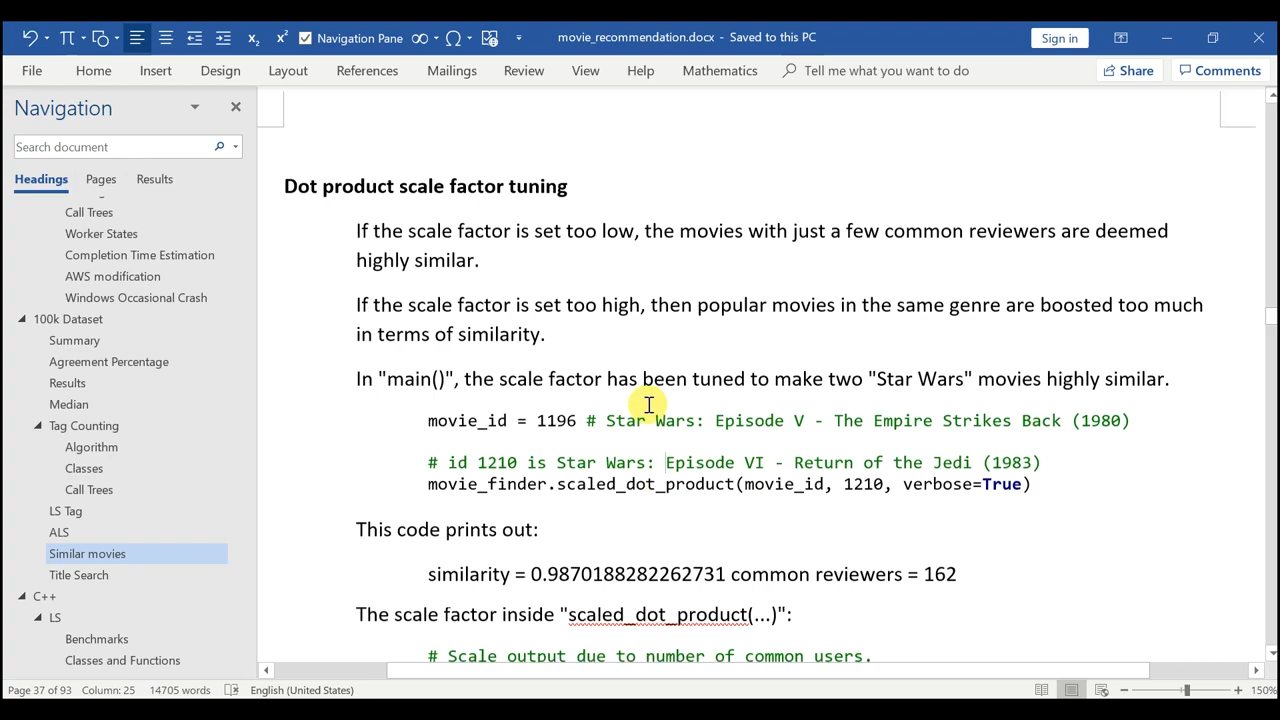 Navigation Pane
movie_recommendation.docx - Saved to this PC
Sign in
File Home Insert Design Layout References Mailings Review View Help Mathematics Tell me what you want to do Share Comments
Navigation
Search document
Headings Pages Results
Call Trees
Worker States
Completion Time Estimation
AWS modification
Windows Occasional Crash
100k Dataset
Summary
Agreement Percentage
Results
Median
Tag Counting
Algorithm
Classes
Call Trees
LS Tag
ALS
Similar movies
Title Search
C++
LS
Benchmarks
Classes and Functions
Dot product scale factor tuning
If the scale factor is set too low, the movies with just a few common reviewers are deemed
highly similar.
If the scale factor is set too high, then popular movies in the same genre are boosted too much
in terms of similarity.
In "main()", the scale factor has been tuned to make two "Star Wars" movies highly similar.
movie_id = 1196 # Star Wars: Episode V - The Empire Strikes Back (1980)
# id 1210 is Star Wars: Episode VI - Return of the Jedi (1983)
movie_finder.scaled_dot_product(movie_id, 1210, verbose=True)
This code prints out:
similarity = 0.9870188282262731 common reviewers = 162
The scale factor inside "scaled_dot_product(...)":
# Scale output due to number of common users.
Page 37 of 93 Column: 25 14705 words English (United States) 150%